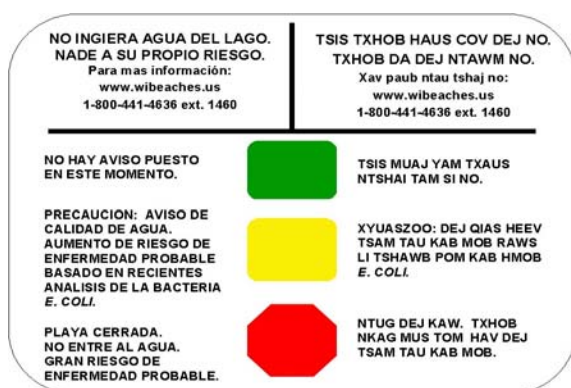 NO INGIERA AGUA DEL LAGO.
NADE A SU PROPIO RIESGO.
Para mas información:
www.wibeaches.us
1-800-441-4636 ext. 1460
TSIS TXHOB HAUS COV DEJ NO.
TXHOB DA DEJ NTAWM NO.
Xav paub ntau tshaj no:
www.wibeaches.us
1-800-441-4636 ext. 1460
NO HAY AVISO PUESTO
EN ESTE MOMENTO.
TSIS MUAJ YAM TXAUS
NTSHAI TAM SI NO.
PRECAUCION: AVISO DE
CALIDAD DE AGUA.
AUMENTO DE RIESGO DE
ENFERMEDAD PROBABLE
BASADO EN RECIENTES
ANALISIS DE LA BACTERIA
E. COLI.
XYUASZOO: DEJ QIAS HEEV
TSAM TAU KAB MOB RAWS
LI TSHAWB POM KAB HMOB
E. COLI.
PLAYA CERRADA.
NO ENTRE AL AGUA.
GRAN RIESGO DE
ENFERMEDAD PROBABLE.
NTUG DEJ KAW. TXHOB
NKAG MUS TOM HAV DEJ
TSAM TAU KAB MOB.